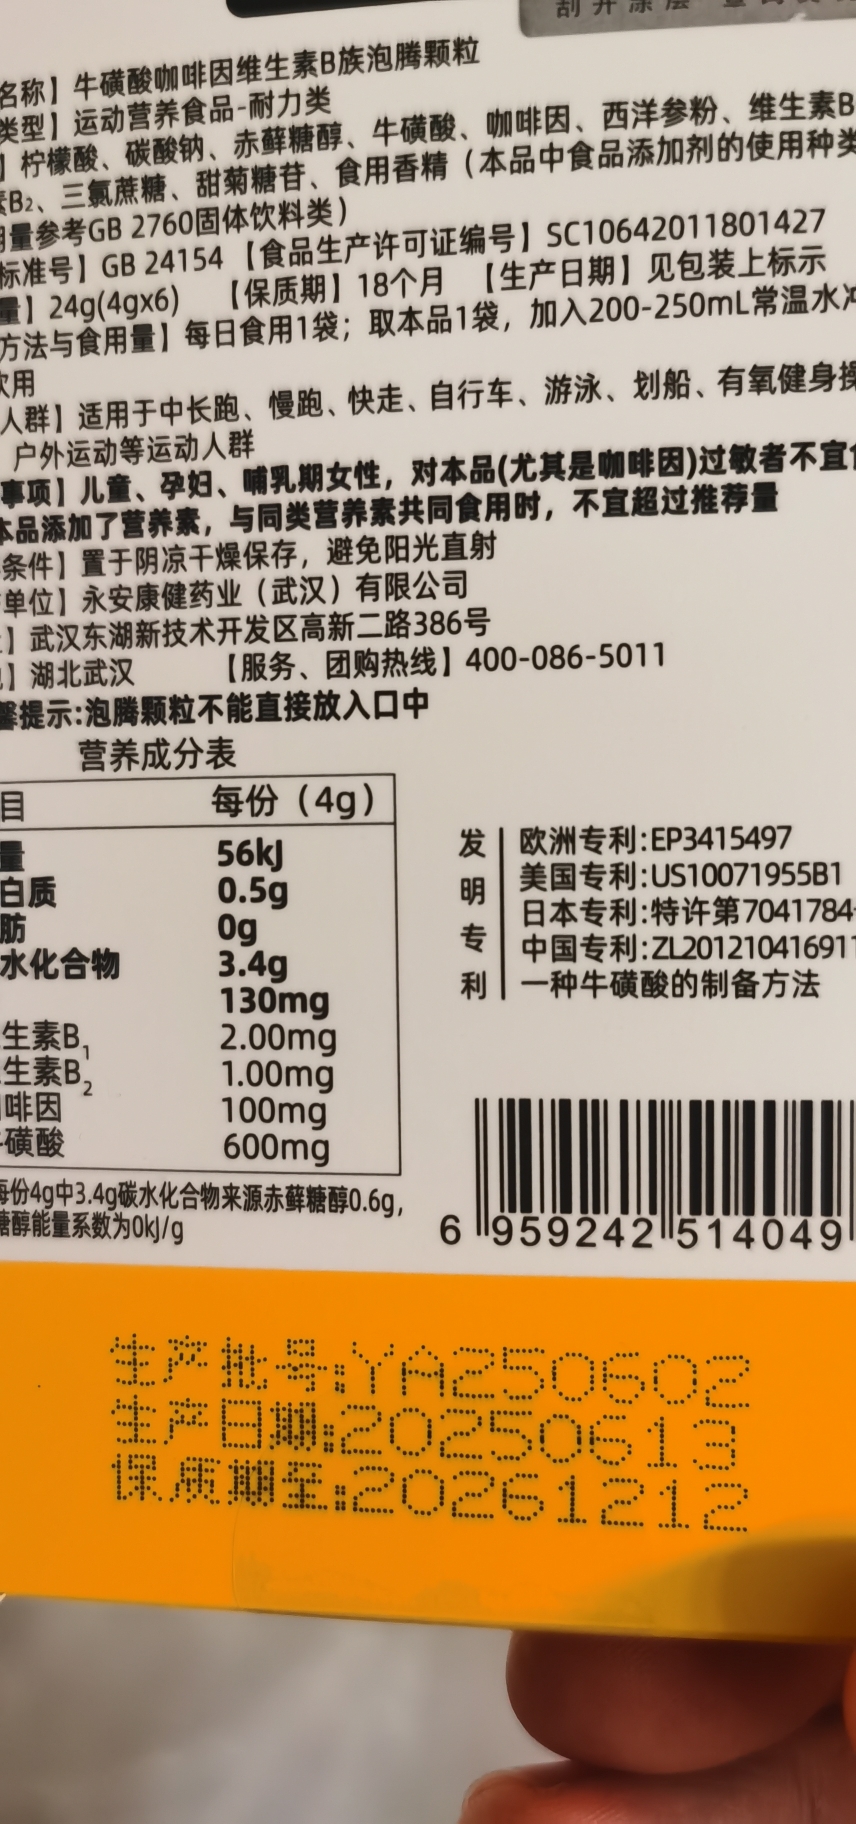 刮开涂层
名称】牛磺酸咖啡因维生素B族泡腾颗粒
类型】运动营养食品-耐力类
】柠檬酸、碳酸钠、赤藓糖醇、牛磺酸、咖啡因、西洋参粉、维生素B
素B₂、三氯蔗糖、甜菊糖苷、食用香精（本品中食品添加剂的使用种类
用量参考GB 2760固体饮料类）
标准号】GB 24154 【食品生产许可证编号】SC10642011801427
量】24g(4gx6) 【保质期】18个月 【生产日期】见包装上标示
方法与食用量】每日食用1袋；取本品1袋，加入200-250mL常温水冲
饮用
人群】适用于中长跑、慢跑、快走、自行车、游泳、划船、有氧健身操
户外运动等运动人群
事项】儿童、孕妇、哺乳期女性，对本品(尤其是咖啡因)过敏者不宜食
本品添加了营养素，与同类营养素共同食用时，不宜超过推荐量
条件】置于阴凉干燥保存，避免阳光直射
单位】永安康健药业（武汉）有限公司
】武汉东湖新技术开发区高新二路386号
】湖北武汉 【服务、团购热线】400-086-5011
馨提示:泡腾颗粒不能直接放入口中
营养成分表
目 每份（4g）
量 56kJ
白质 0.5g
肪 0g
水化合物 3.4g
130mg
生素B₁ 2.00mg
生素B₂ 1.00mg
啡因 100mg
磺酸 600mg
每份4g中3.4g碳水化合物来源赤藓糖醇0.6g,
糖醇能量系数为0kJ/g
发明专利
欧洲专利:EP3415497
美国专利:US10071955B1
日本专利:特许第7041784
中国专利:ZL201210416911
一种牛磺酸的制备方法
6 959242 514049
生产批号:YA250602
生产日期:20250613
保质期至:20261212